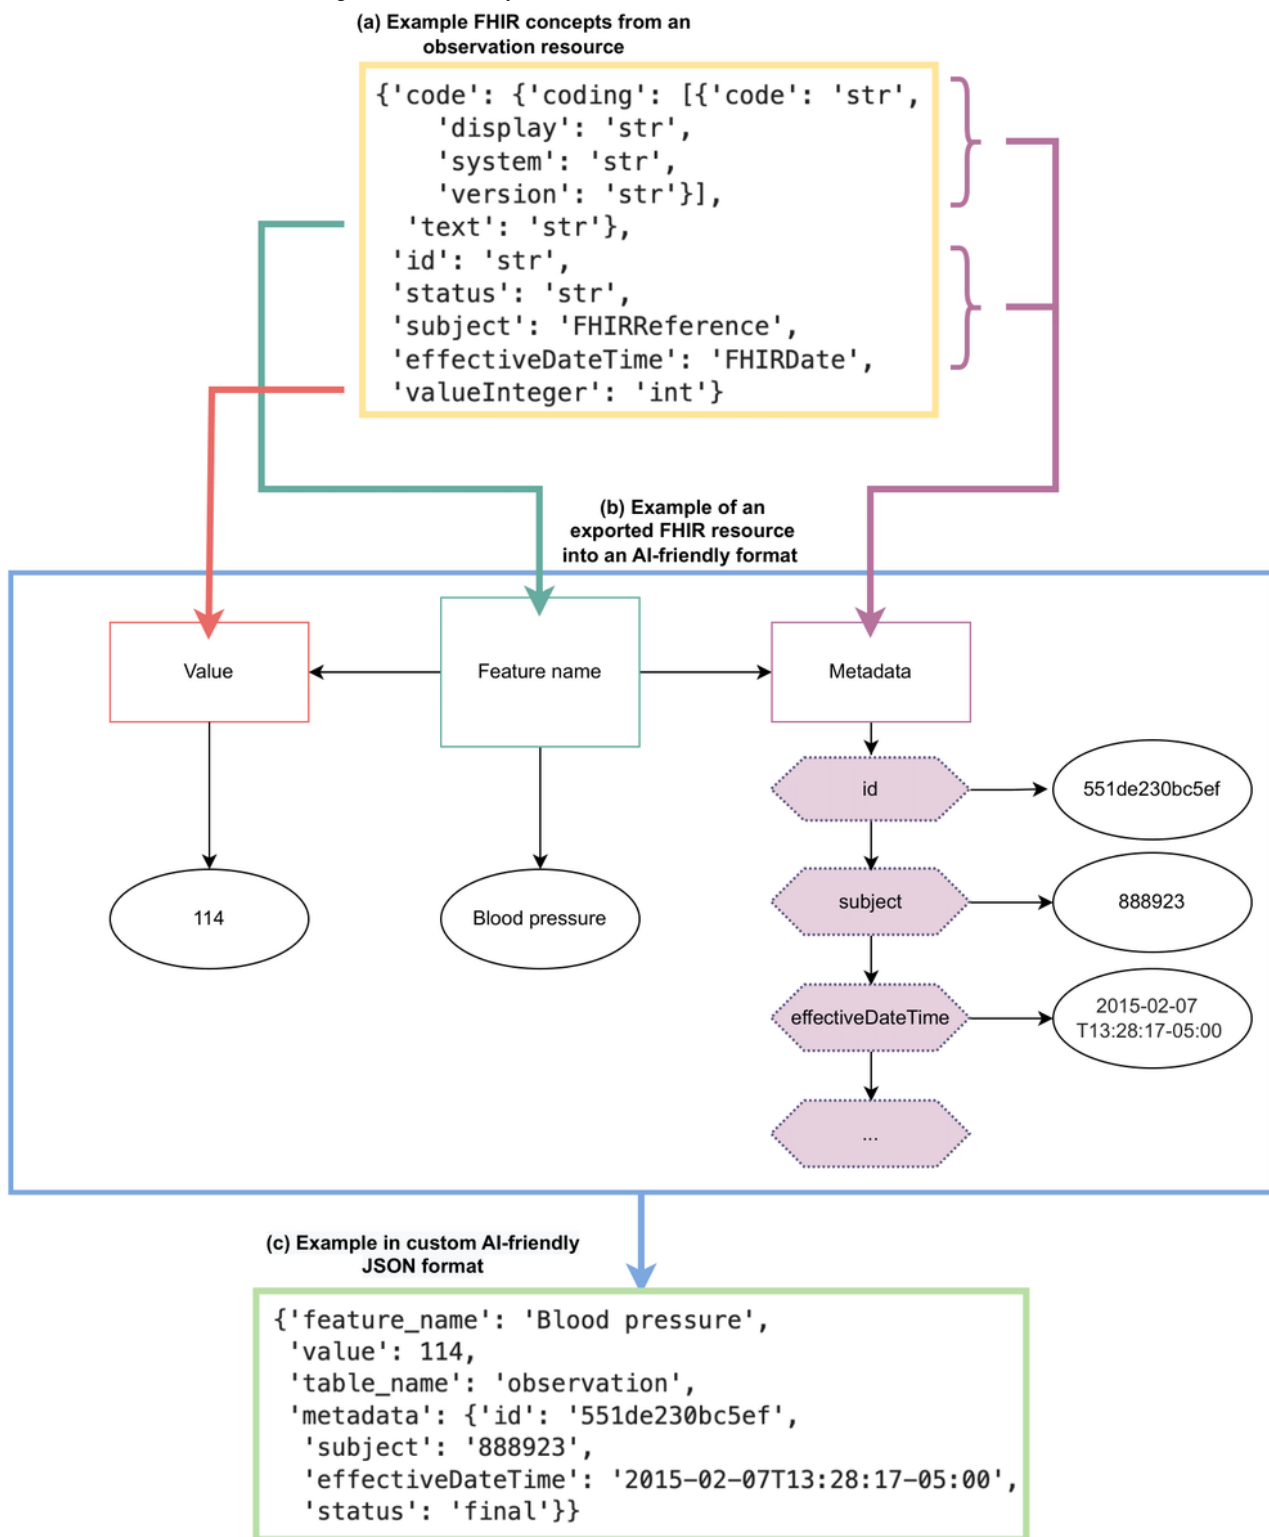 (a) Example FHIR concepts from an
observation resource
{'code': {'coding': [{'code': 'str',
'display': 'str',
'system': 'str',
'version': 'str'}],
'text': 'str'},
'id': 'str',
'status': 'str',
'subject': 'FHIRReference',
'effectiveDateTime': 'FHIRDate',
'valueInteger': 'int'}
(b) Example of an
exported FHIR resource
into an AI-friendly format
Value
Feature name
Metadata
id
551de230bc5ef
subject
888923
114
Blood pressure
effectiveDateTime
2015-02-07
T13:28:17-05:00
...
(c) Example in custom AI-friendly
JSON format
{'feature_name': 'Blood pressure',
'value': 114,
'table_name': 'observation',
'metadata': {'id': '551de230bc5ef',
'subject': '888923',
'effectiveDateTime': '2015-02-07T13:28:17-05:00',
'status': 'final'}}